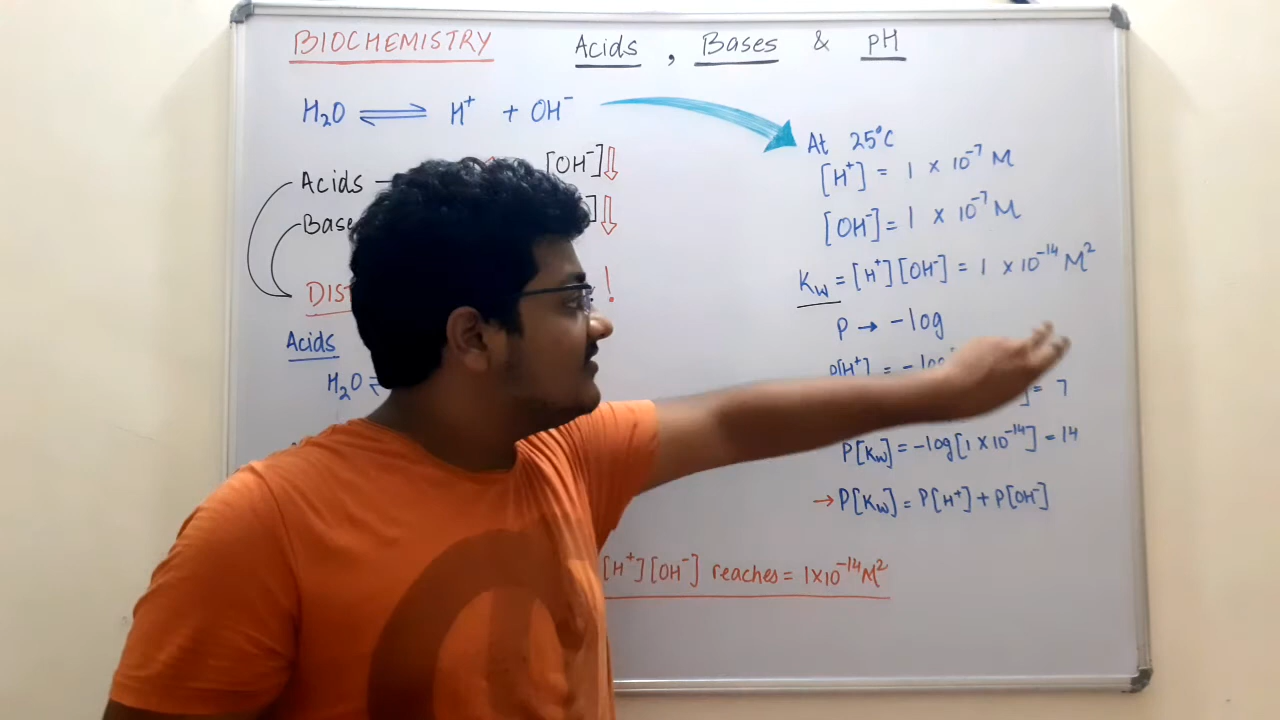 BIOCHEMISTRY Acids, Bases & pH
H₂O ⇌ H⁺ + OH⁻
Acids [OH⁻]⇓
]⇓
!
Acids
H₂O
At 25°C
[H⁺] = 1 × 10⁻⁷ M
[OH⁻] = 1 × 10⁻⁷ M
Kw = [H⁺][OH⁻] = 1 × 10⁻¹⁴ M²
P → -log
P[H⁺] = -log
] = 7
P[Kw] = -log[1×10⁻¹⁴] = 14
→ P[Kw] = P[H⁺] + P[OH⁻]
[H⁺][OH⁻] reaches = 1×10⁻¹⁴M²